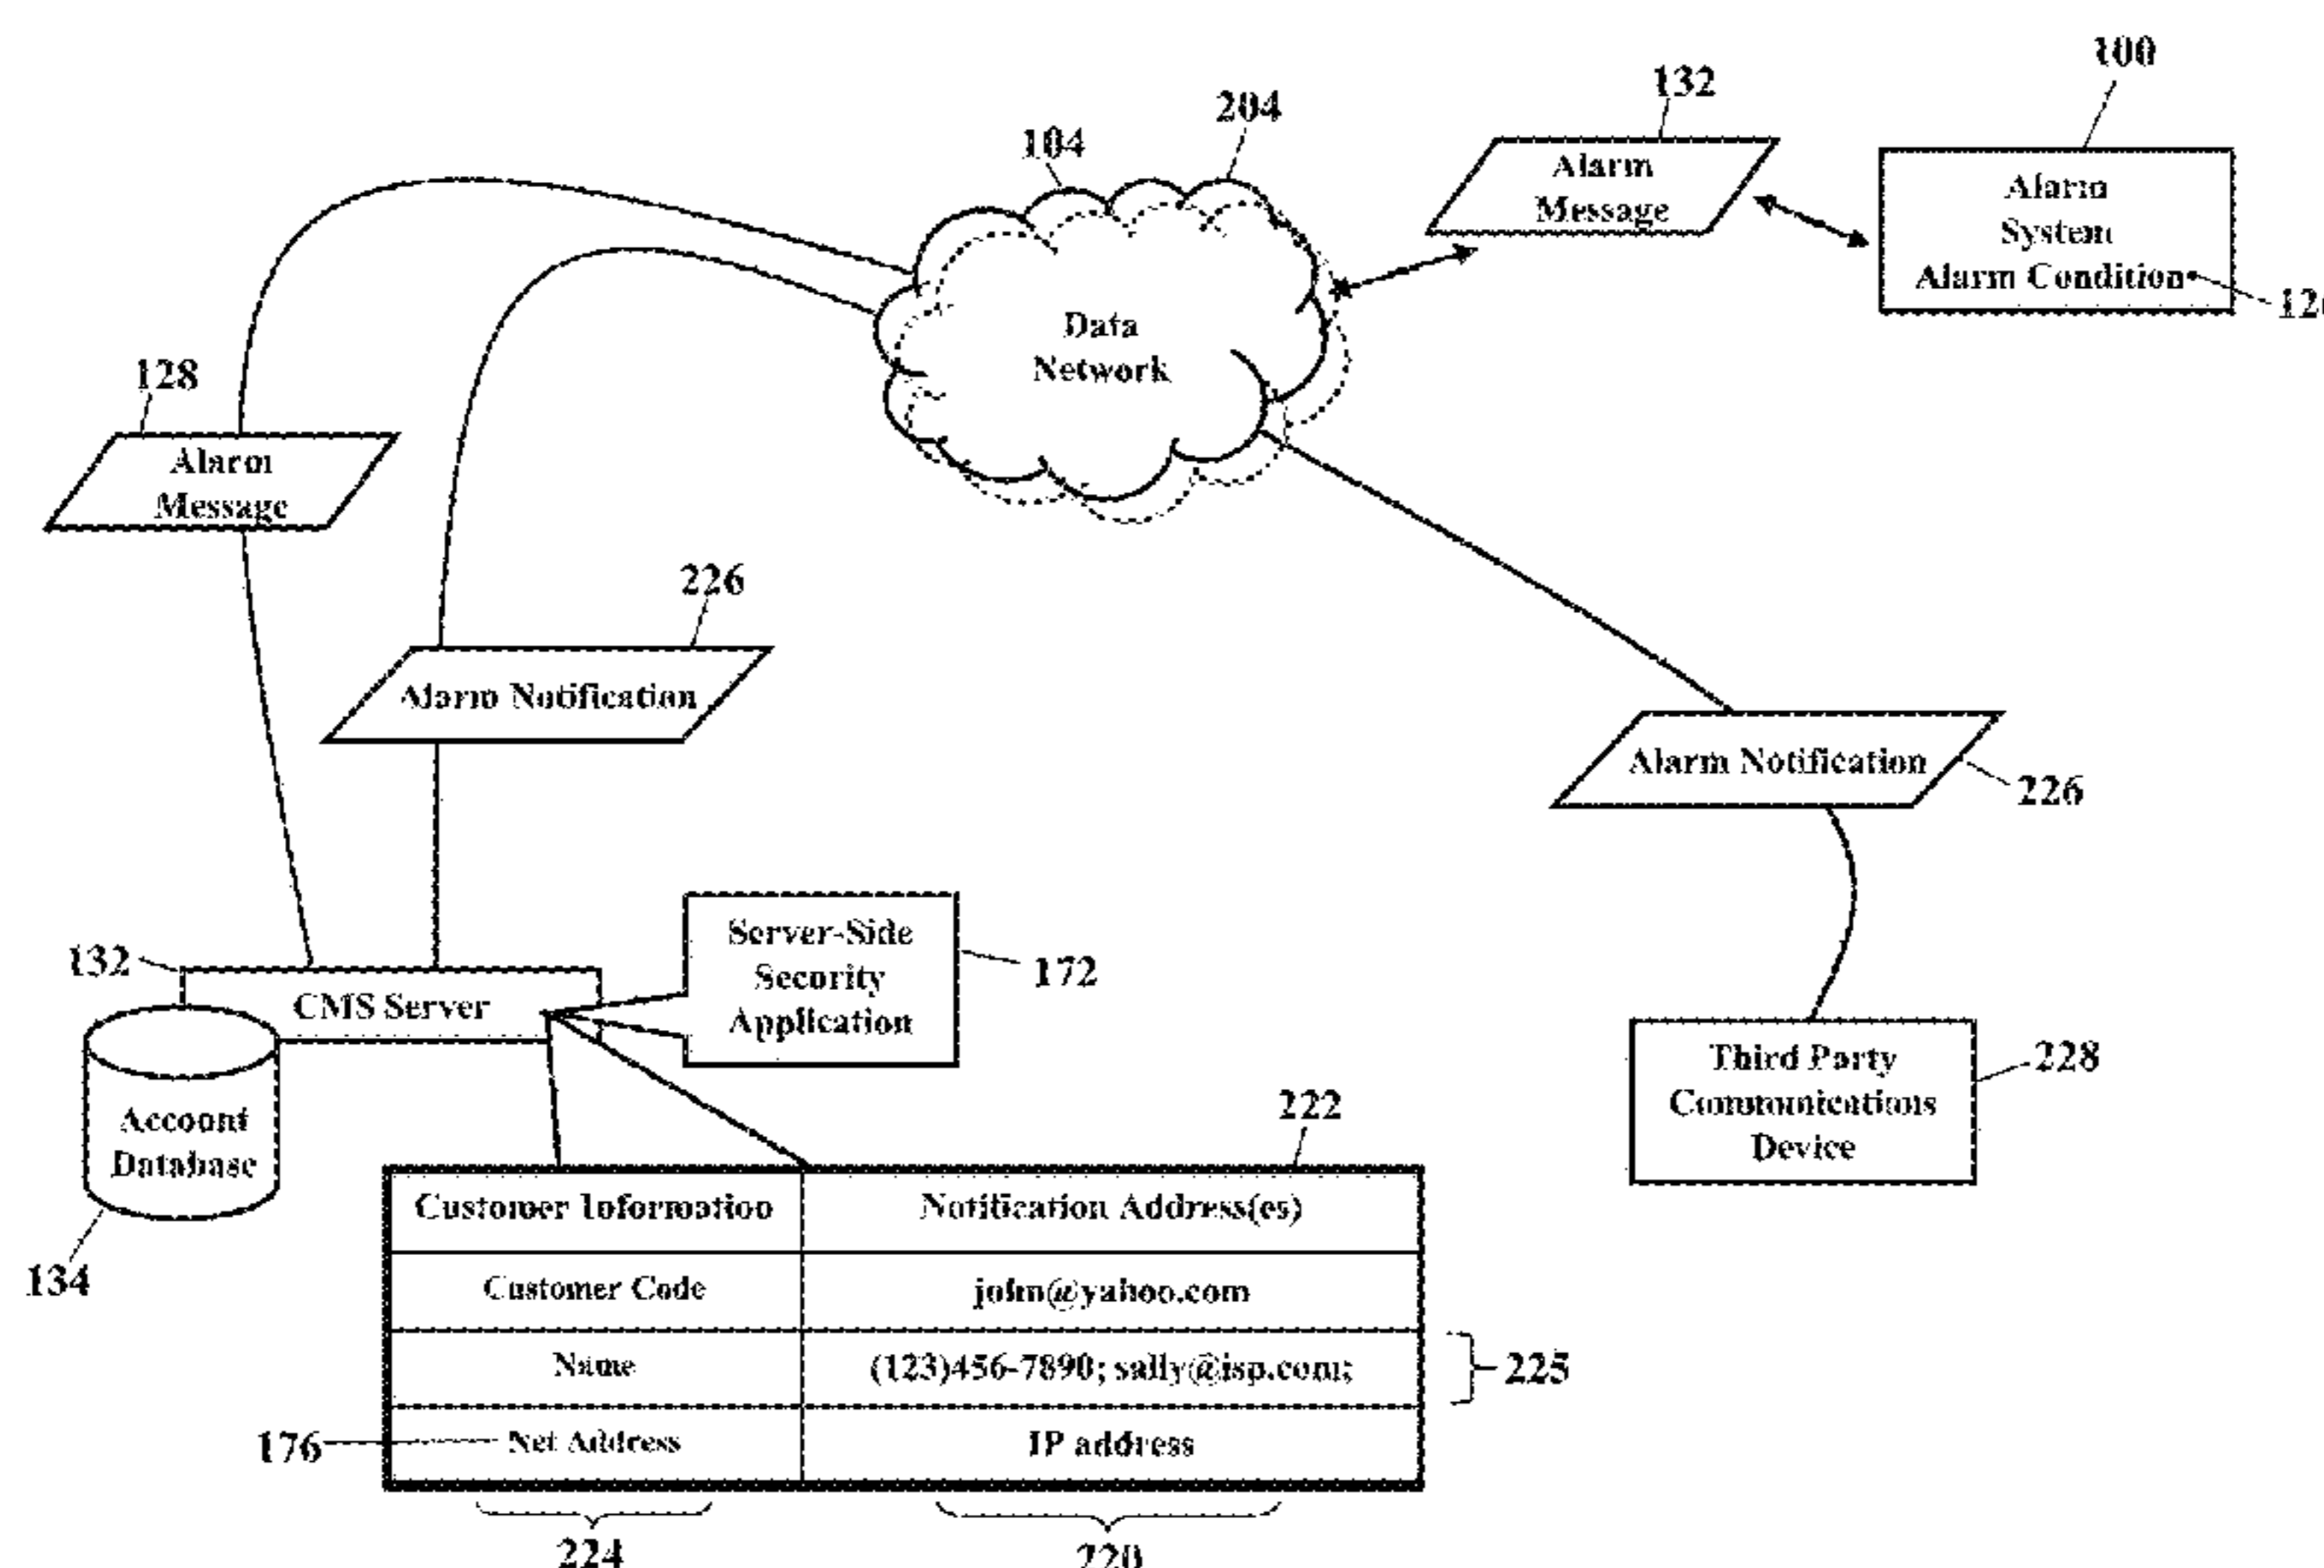 100
132
204
104
Alarm
Message
Alarm
System
Alarm Condition
Data
Network
128
Alarm
Message
226
Alarm Notification
Alarm Notification
226
Server-Side
Security
Application
172
132
CMS Server
Account
Database
134
Third Party
Communications
Device
228
222
Customer Information
Notification Address(es)
Customer Code
john@yahoo.com
Name
(123)456-7890; sally@isp.com;
225
176
Net Address
IP address
224
220